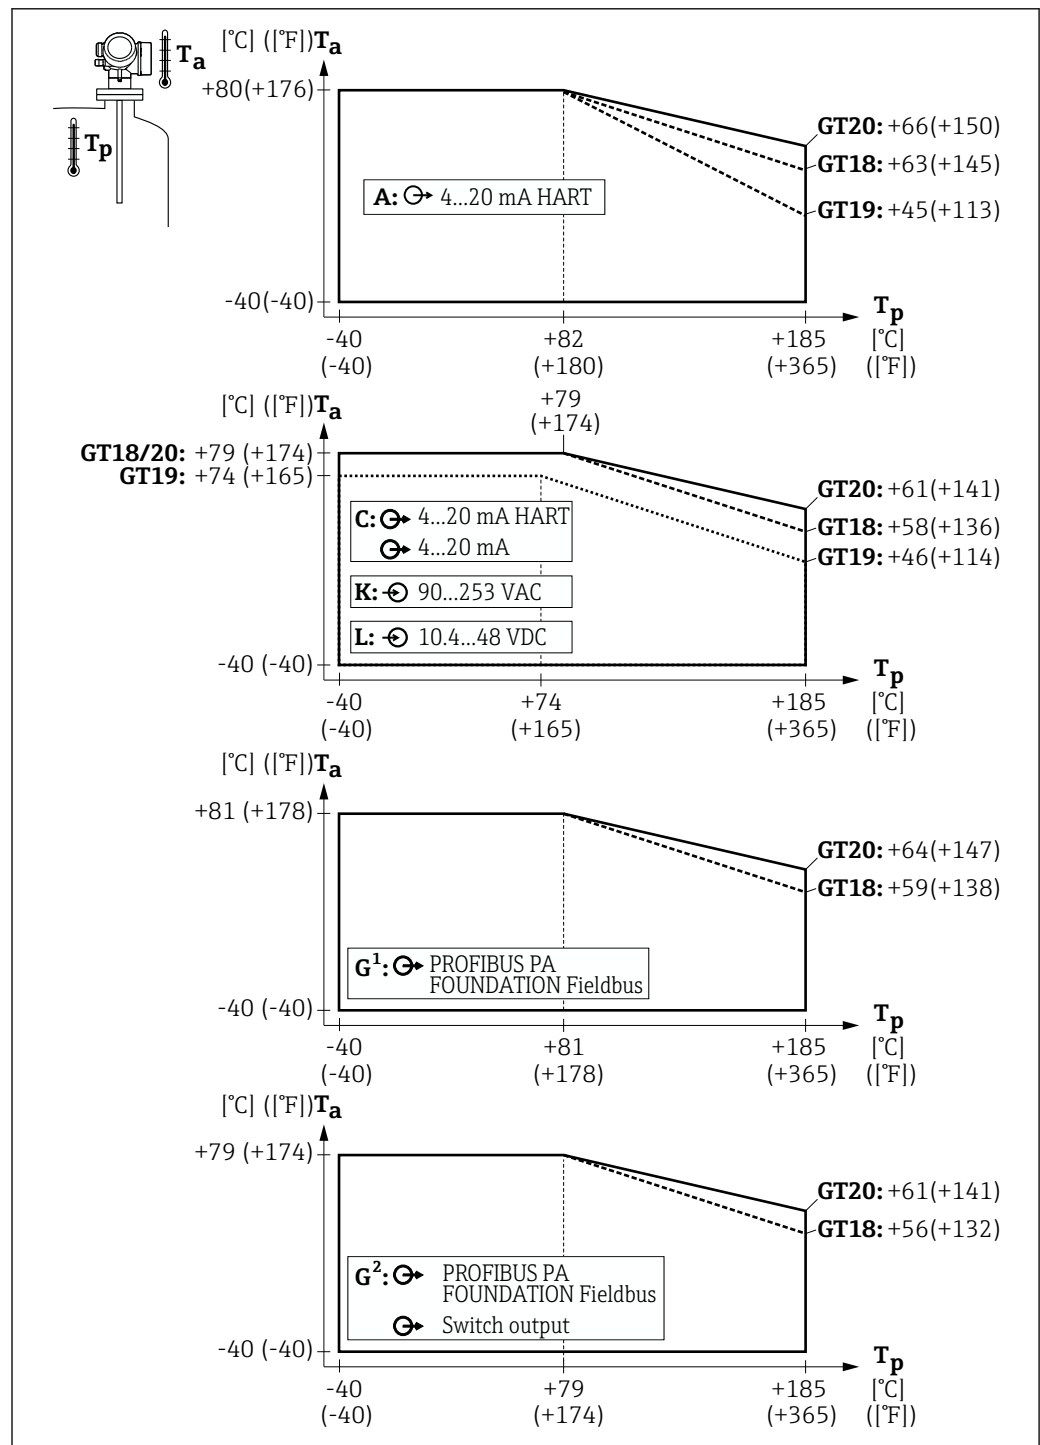 [°C] ([°F]) Ta
Ta
Tp
+80(+176)
GT20: +66(+150)
GT18: +63(+145)
GT19: +45(+113)
A: 4...20 mA HART
-40(-40)
Tp
-40 +82 +185 [°C]
(-40) (+180) (+365) ([°F])
[°C] ([°F]) Ta
+79
(+174)
GT18/20: +79 (+174)
GT19: +74 (+165)
GT20: +61(+141)
GT18: +58(+136)
GT19: +46(+114)
C: 4...20 mA HART
4...20 mA
K: 90...253 VAC
L: 10.4...48 VDC
-40 (-40)
Tp
-40 +74 +185 [°C]
(-40) (+165) (+365) ([°F])
[°C] ([°F]) Ta
+81 (+178)
GT20: +64(+147)
GT18: +59(+138)
G1: PROFIBUS PA
FOUNDATION Fieldbus
-40 (-40)
Tp
-40 +81 +185 [°C]
(-40) (+178) (+365) ([°F])
[°C] ([°F]) Ta
+79 (+174)
GT20: +61(+141)
GT18: +56(+132)
G2: PROFIBUS PA
FOUNDATION Fieldbus
Switch output
-40 (-40)
Tp
-40 +79 +185 [°C]
(-40) (+174) (+365) ([°F])